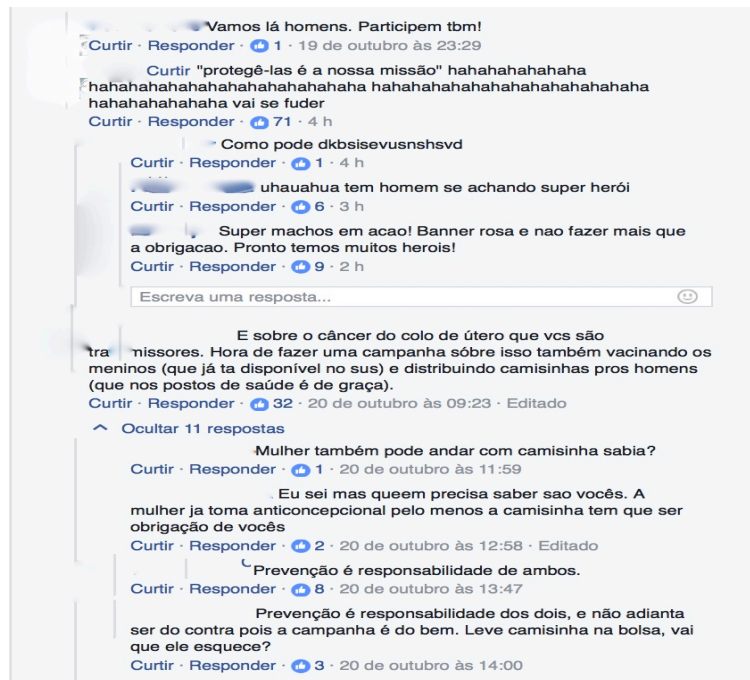 Vamos lá homens. Participem tbm!
Curtir · Responder · 1 · 19 de outubro às 23:29
Curtir "protegê-las é a nossa missão" hahahahahahaha
hahahahahahahahahahahahahaha hahahahahahahahahahahahahaha
hahahahahahaha vai se fuder
Curtir · Responder · 71 · 4 h
Como pode dkbsisevusnshsvd
Curtir · Responder · 1 · 4 h
uhauahua tem homem se achando super herói
Curtir · Responder · 6 · 3 h
Super machos em acao! Banner rosa e nao fazer mais que
a obrigacao. Pronto temos muitos herois!
Curtir · Responder · 9 · 2 h
Escreva uma resposta...
E sobre o câncer do colo de útero que vcs são
tra missores. Hora de fazer uma campanha sóbre isso também vacinando os
meninos (que já ta disponível no sus) e distribuindo camisinhas pros homens
(que nos postos de saúde é de graça).
Curtir · Responder · 32 · 20 de outubro às 09:23 · Editado
Ocultar 11 respostas
Mulher também pode andar com camisinha sabia?
Curtir · Responder · 1 · 20 de outubro às 11:59
Eu sei mas queem precisa saber sao vocês. A
mulher ja toma anticoncepcional pelo menos a camisinha tem que ser
obrigação de vocês
Curtir · Responder · 2 · 20 de outubro às 12:58 · Editado
Prevenção é responsabilidade de ambos.
Curtir · Responder · 8 · 20 de outubro às 13:47
Prevenção é responsabilidade dos dois, e não adianta
ser do contra pois a campanha é do bem. Leve camisinha na bolsa, vai
que ele esquece?
Curtir · Responder · 3 · 20 de outubro às 14:00